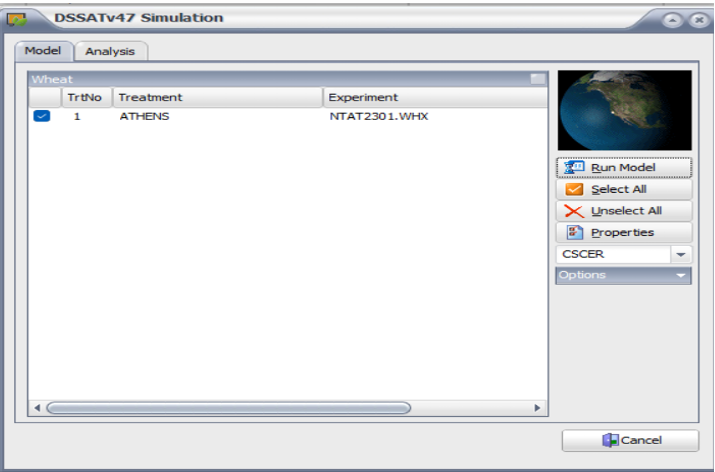 DSSATv47 Simulation
Model Analysis
Wheat
TrtNo Treatment Experiment
1 ATHENS NTAT2301.WHX
Run Model
Select All
Unselect All
Properties
CSCER
Options
Cancel